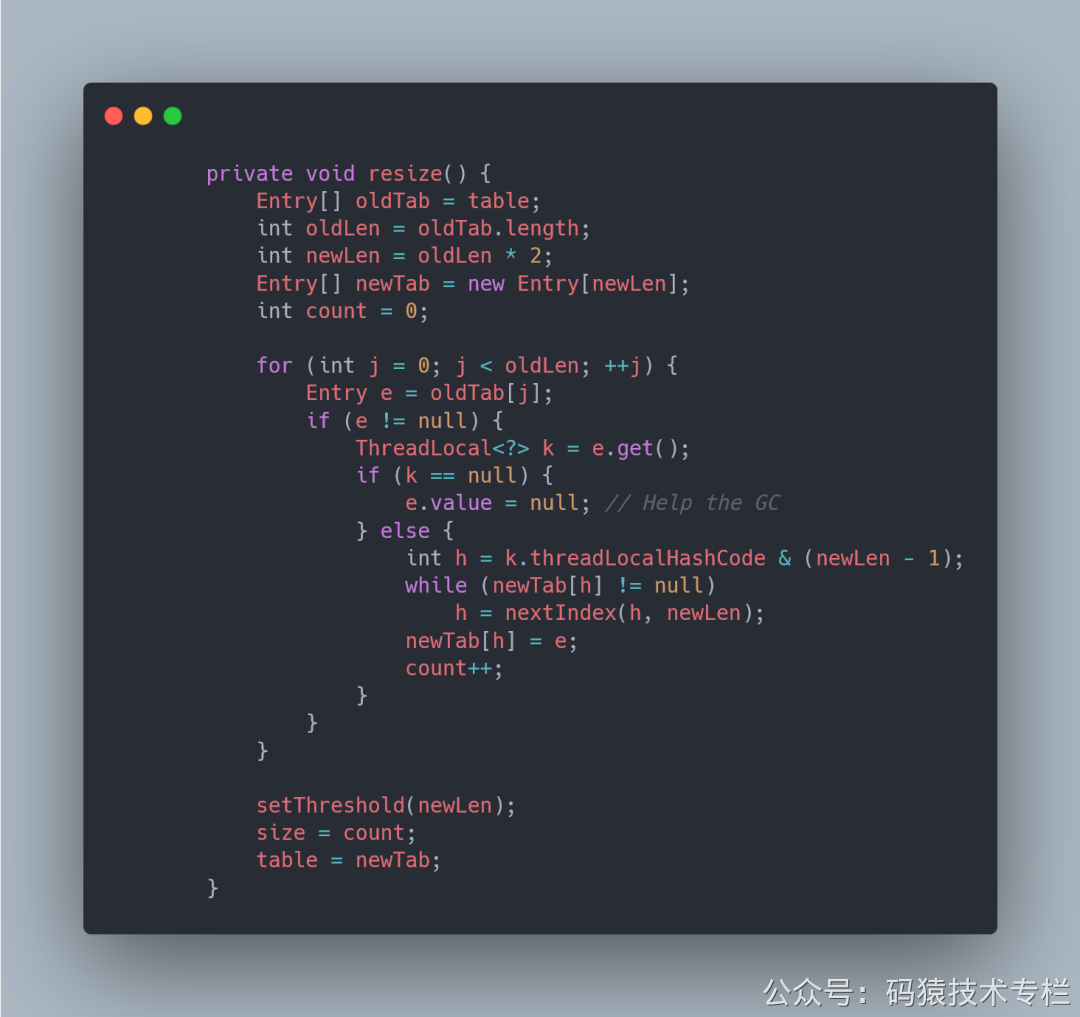 private void resize() {
    Entry[] oldTab = table;
    int oldLen = oldTab.length;
    int newLen = oldLen * 2;
    Entry[] newTab = new Entry[newLen];
    int count = 0;

    for (int j = 0; j < oldLen; ++j) {
        Entry e = oldTab[j];
        if (e != null) {
            ThreadLocal<?> k = e.get();
            if (k == null) {
                e.value = null; // Help the GC
            } else {
                int h = k.threadLocalHashCode & (newLen - 1);
                while (newTab[h] != null)
                    h = nextIndex(h, newLen);
                newTab[h] = e;
                count++;
            }
        }
    }

    setThreshold(newLen);
    size = count;
    table = newTab;
}
公众号：码猿技术专栏